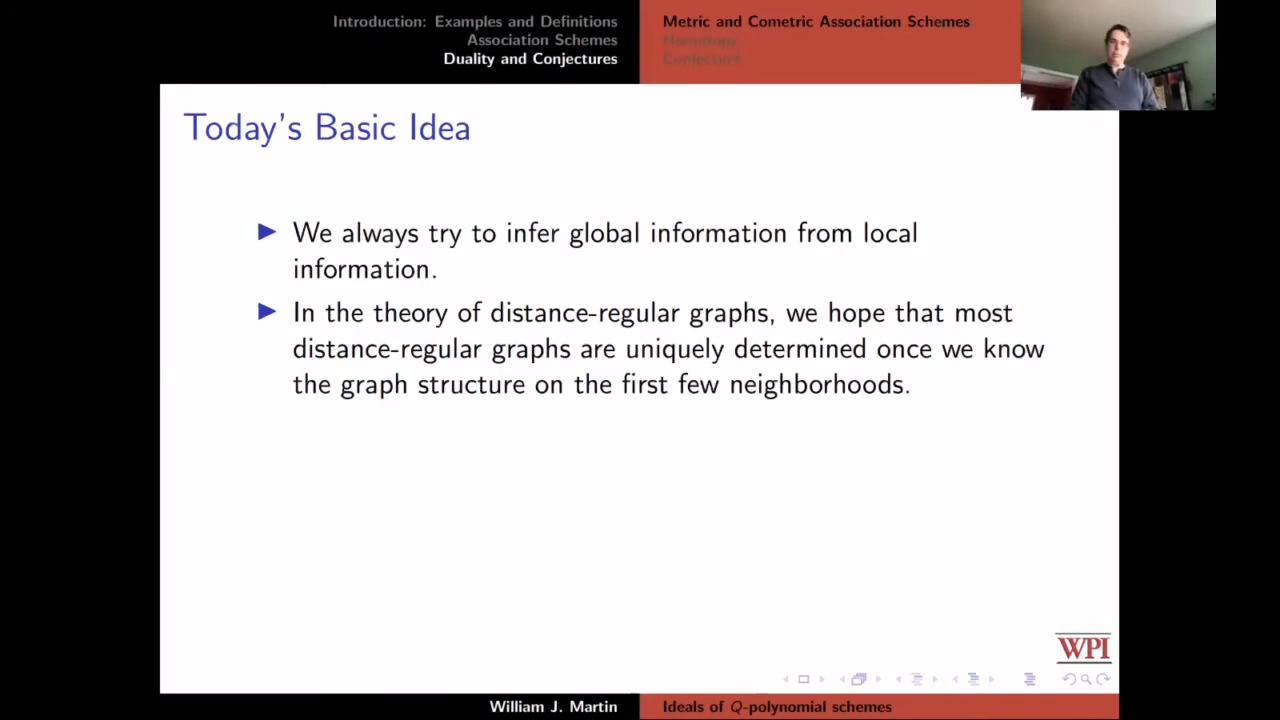 Introduction: Examples and Definitions
Association Schemes
Duality and Conjectures
Metric and Cometric Association Schemes
Homotopy
Conjecture
Today's Basic Idea
We always try to infer global information from local
information.
In the theory of distance-regular graphs, we hope that most
distance-regular graphs are uniquely determined once we know
the graph structure on the first few neighborhoods.
WPI
William J. Martin
Ideals of Q-polynomial schemes